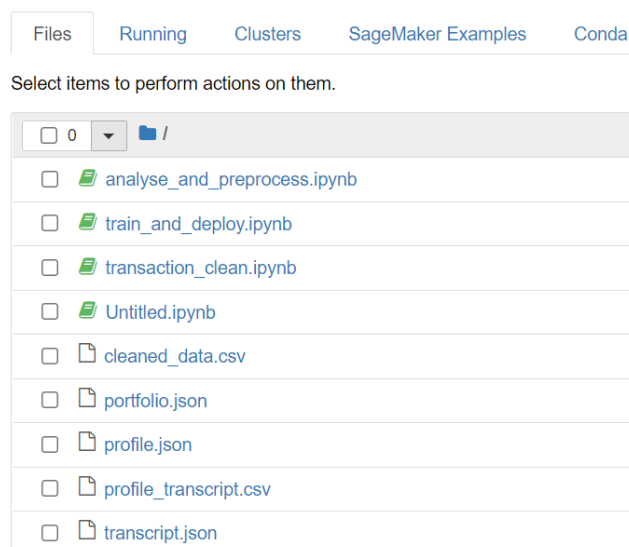 Files Running Clusters SageMaker Examples Conda
Select items to perform actions on them.
0 /
analyse_and_preprocess.ipynb
train_and_deploy.ipynb
transaction_clean.ipynb
Untitled.ipynb
cleaned_data.csv
portfolio.json
profile.json
profile_transcript.csv
transcript.json